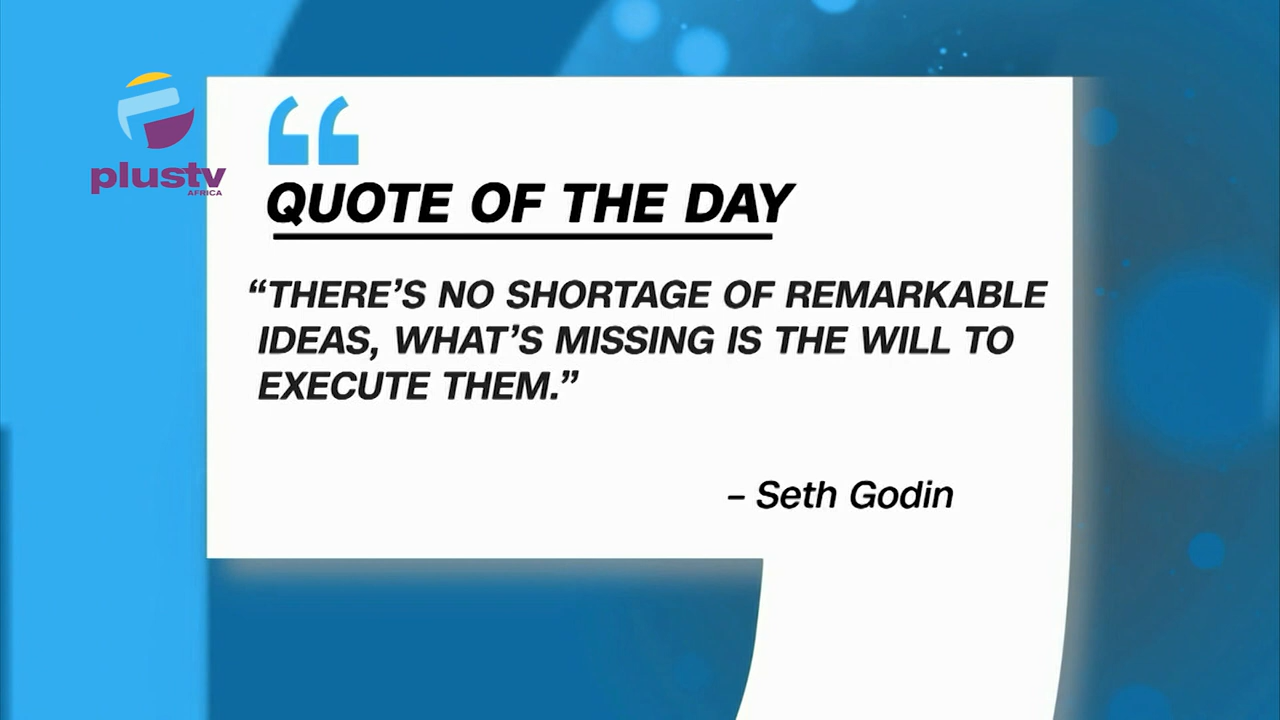 plustv
AFRICA
“
QUOTE OF THE DAY
“THERE’S NO SHORTAGE OF REMARKABLE
IDEAS, WHAT’S MISSING IS THE WILL TO
EXECUTE THEM.”
– Seth Godin